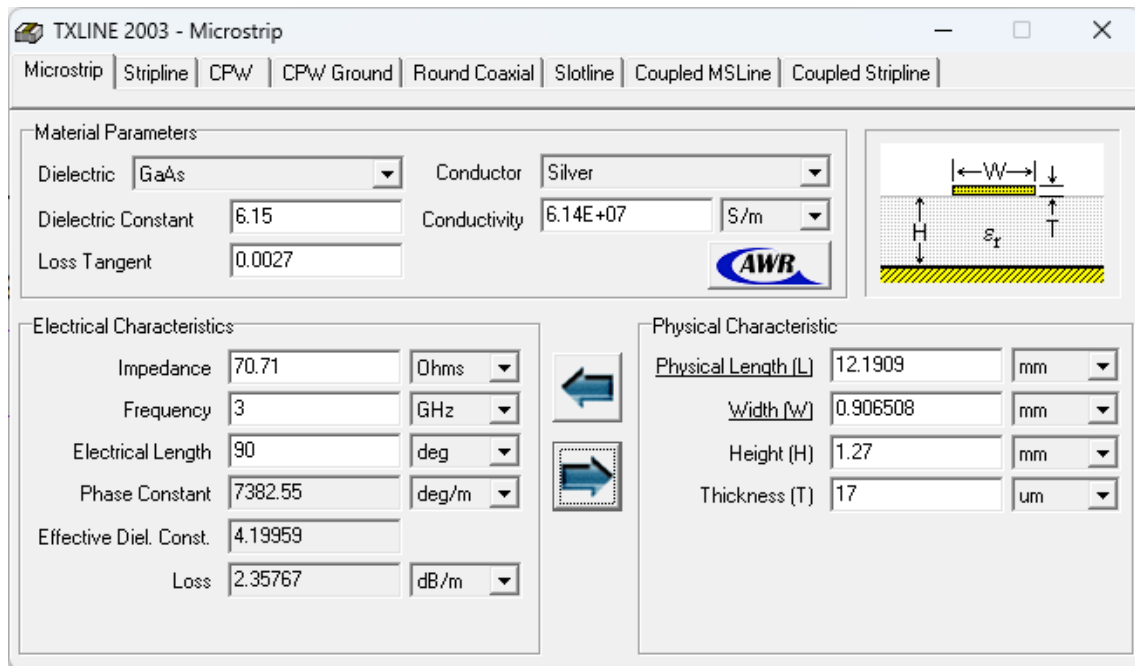 TXLINE 2003 - Microstrip
Microstrip Stripline CPW CPW Ground Round Coaxial Slotline Coupled MSLine Coupled Stripline
Material Parameters
Dielectric GaAs Conductor Silver
Dielectric Constant 6.15 Conductivity 6.14E+07 S/m
Loss Tangent 0.0027 AWR
W
H
T
εr
Electrical Characteristics
Impedance 70.71 Ohms
Frequency 3 GHz
Electrical Length 90 deg
Phase Constant 7382.55 deg/m
Effective Diel. Const. 4.19959
Loss 2.35767 dB/m
Physical Characteristic
Physical Length (L) 12.1909 mm
Width (W) 0.906508 mm
Height (H) 1.27 mm
Thickness (T) 17 um